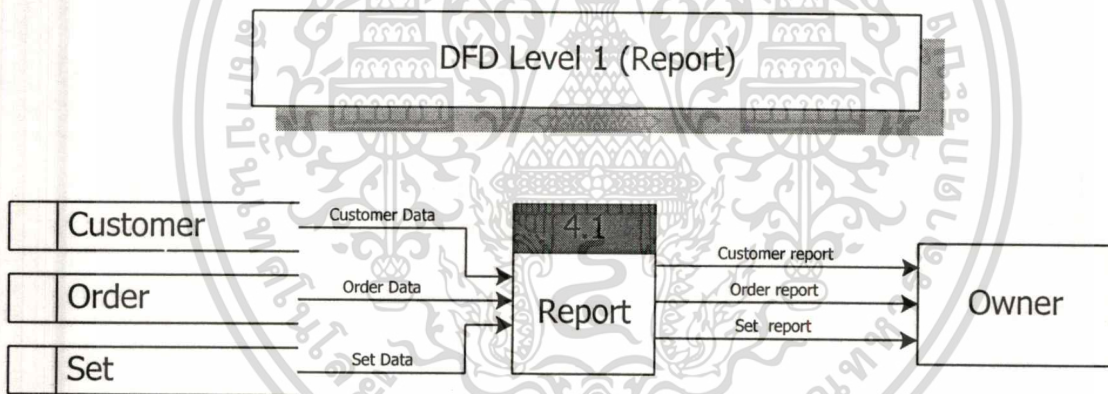 DFD Level 1 (Report)
Customer
Customer Data
4.1
Customer report
Order
Order Data
Report
Order report
Owner
Set
Set Data
Set report